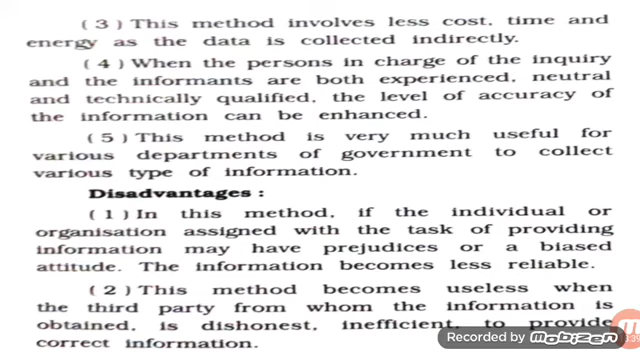 ( 3 ) This method involves less cost, time and
energy as the data is collected indirectly.
( 4 ) When the persons in charge of the inquiry
and the informants are both experienced, neutral
and technically qualified, the level of accuracy of
the information can be enhanced.
( 5 ) This method is very much useful for
various departments of government to collect
various type of information.
Disadvantages :
( 1 ) In this method, if the individual or
organisation assigned with the task of providing
information may have prejudices or a biased
attitude. The information becomes less reliable.
( 2 ) This method becomes useless when
the third party from whom the information is
obtained, is dishonest, inefficient, to provide
correct information.
Recorded by mobizen